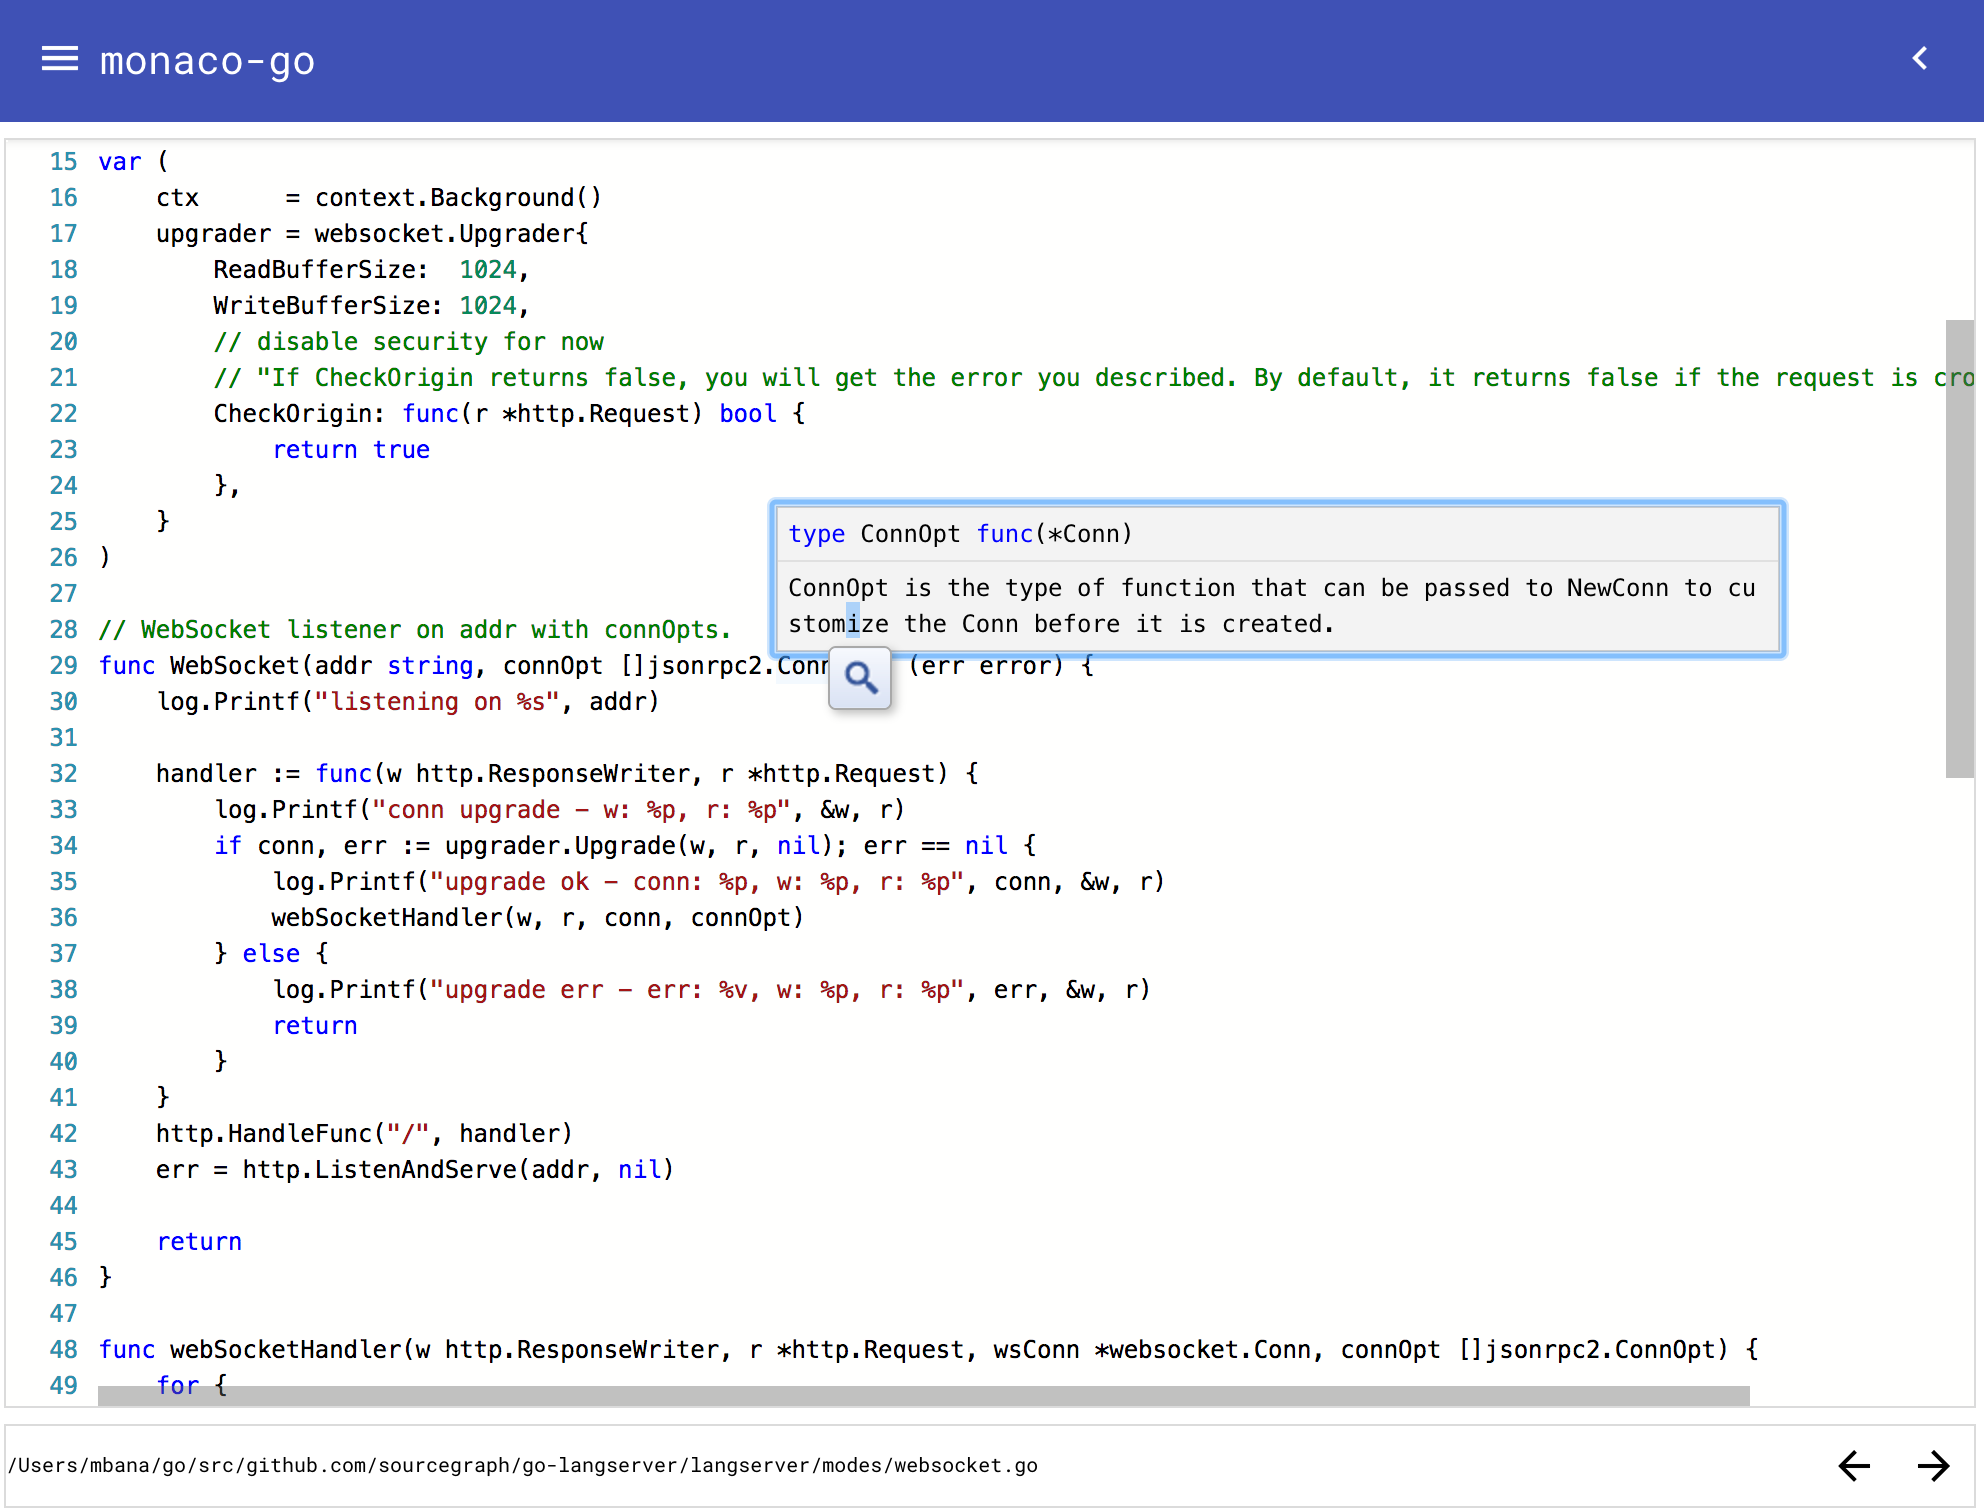 monaco-go
15 var (
16     ctx      = context.Background()
17     upgrader = websocket.Upgrader{
18         ReadBufferSize:  1024,
19         WriteBufferSize: 1024,
20         // disable security for now
21         // "If CheckOrigin returns false, you will get the error you described. By default, it returns false if the request is cro
22         CheckOrigin: func(r *http.Request) bool {
23             return true
24         },
25     }
26 )
27
type ConnOpt func(*Conn)
ConnOpt is the type of function that can be passed to NewConn to cu
stomize the Conn before it is created.
28 // WebSocket listener on addr with connOpts.
29 func WebSocket(addr string, connOpt []jsonrpc2.Conn (err error) {
30     log.Printf("listening on %s", addr)
31
32     handler := func(w http.ResponseWriter, r *http.Request) {
33         log.Printf("conn upgrade – w: %p, r: %p", &w, r)
34         if conn, err := upgrader.Upgrade(w, r, nil); err == nil {
35             log.Printf("upgrade ok – conn: %p, w: %p, r: %p", conn, &w, r)
36             webSocketHandler(w, r, conn, connOpt)
37         } else {
38             log.Printf("upgrade err – err: %v, w: %p, r: %p", err, &w, r)
39             return
40         }
41     }
42     http.HandleFunc("/", handler)
43     err = http.ListenAndServe(addr, nil)
44
45     return
46 }
47
48 func webSocketHandler(w http.ResponseWriter, r *http.Request, wsConn *websocket.Conn, connOpt []jsonrpc2.ConnOpt) {
49     for {
/Users/mbana/go/src/github.com/sourcegraph/go-langserver/langserver/modes/websocket.go